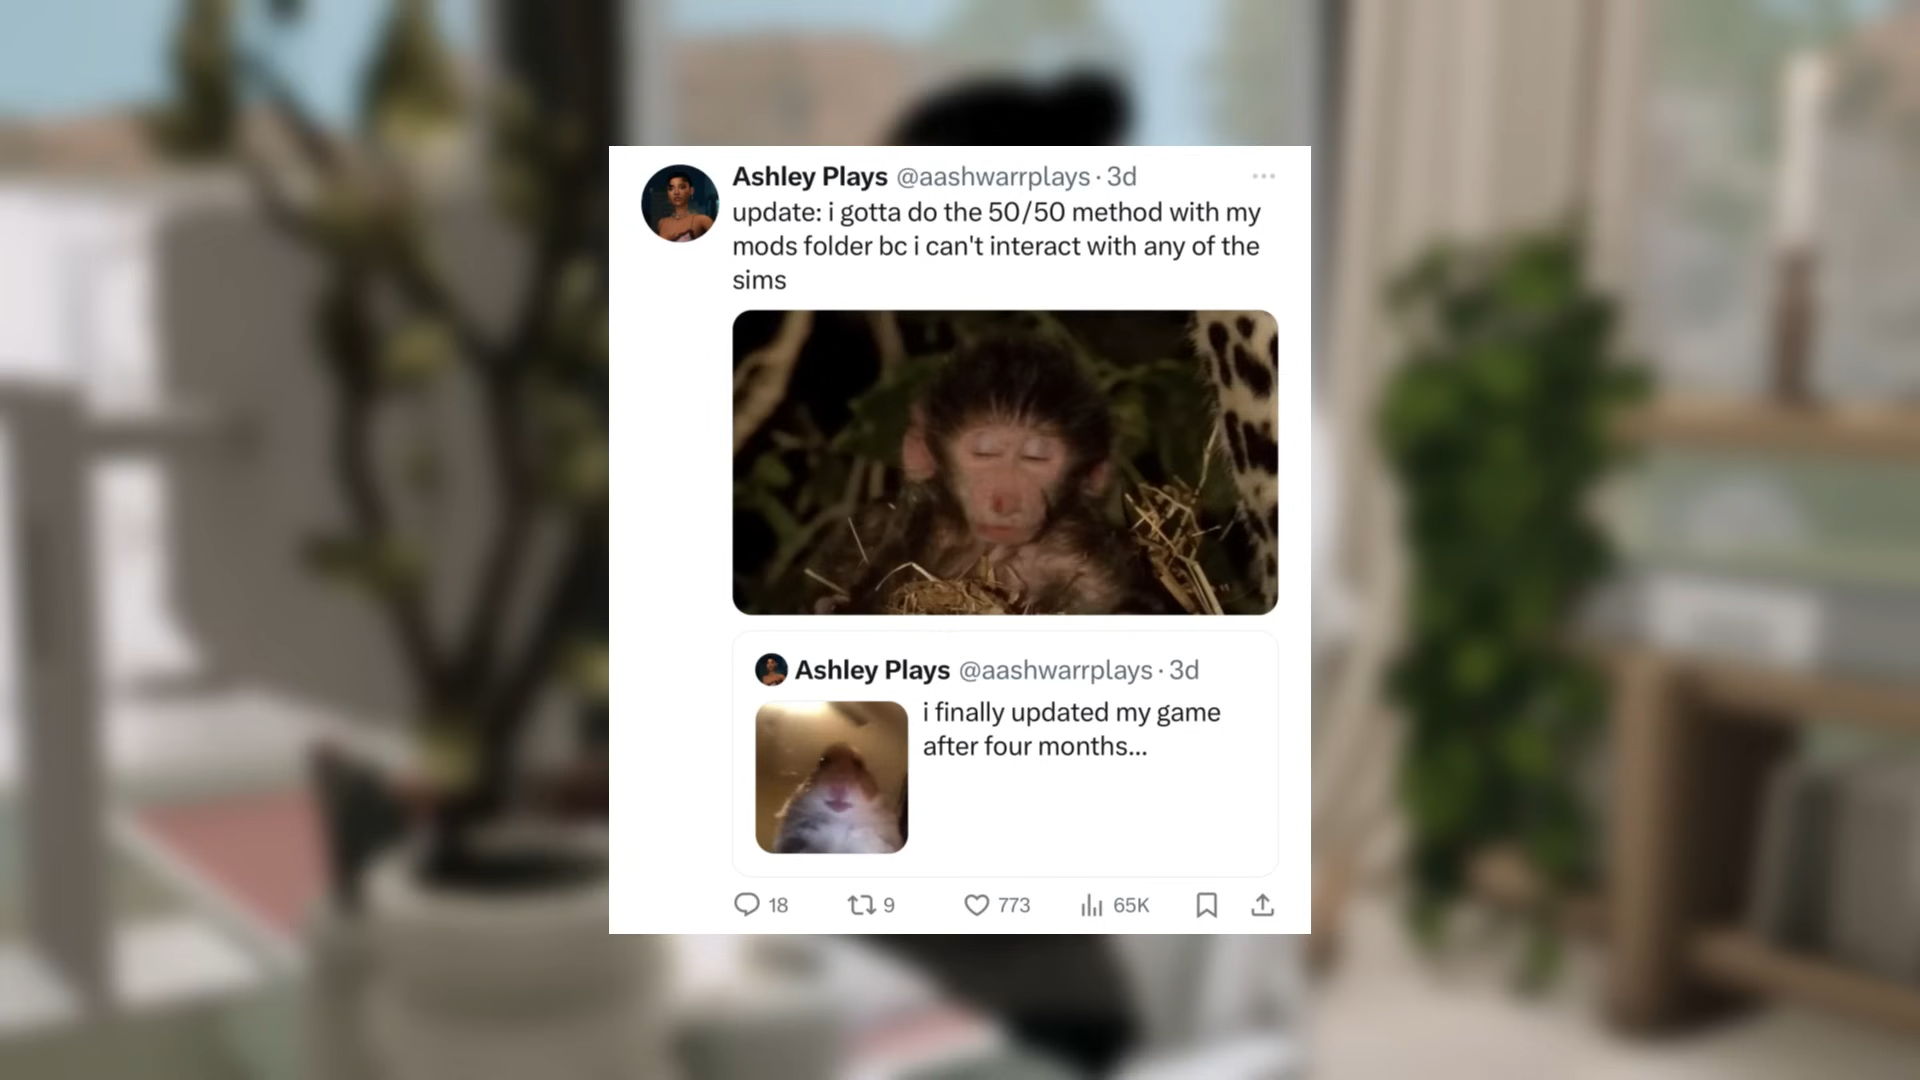 Ashley Plays @aashwarrplays · 3d
update: i gotta do the 50/50 method with my
mods folder bc i can't interact with any of the
sims
Ashley Plays @aashwarrplays · 3d
i finally updated my game
after four months...
18 9 773 65K